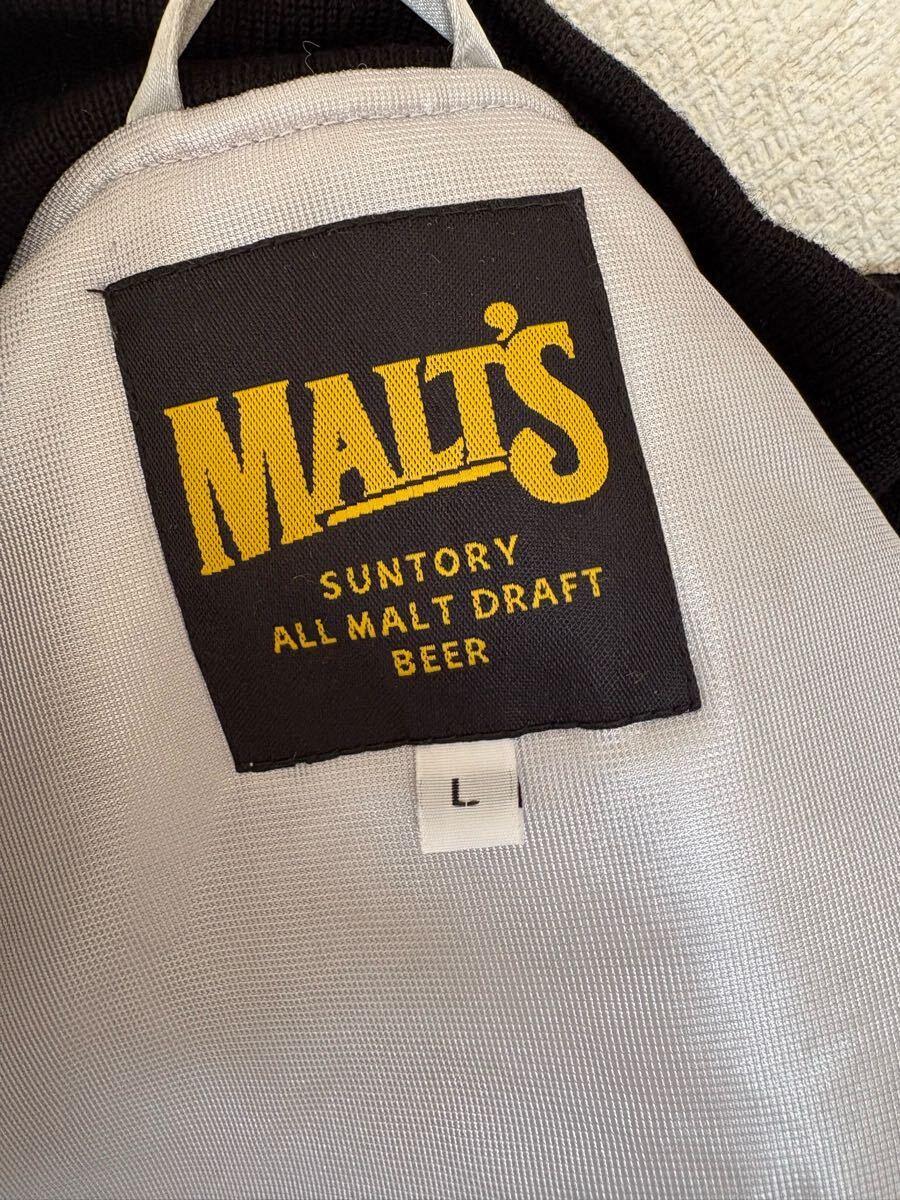 MALT'S
SUNTORY
ALL MALT DRAFT
BEER
L